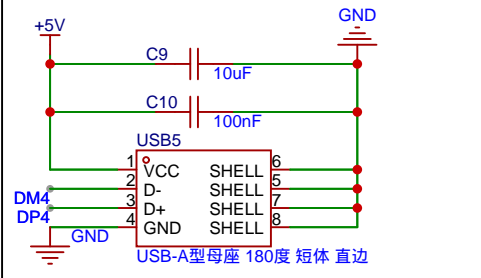 GND
+5V
C9
10uF
C10
100nF
USB5
1 VCC SHELL 6
2 D- SHELL 5
3 D+ SHELL 7
4 GND SHELL 8
DM4
DP4
GND
USB-A型母座 180度 短体 直边